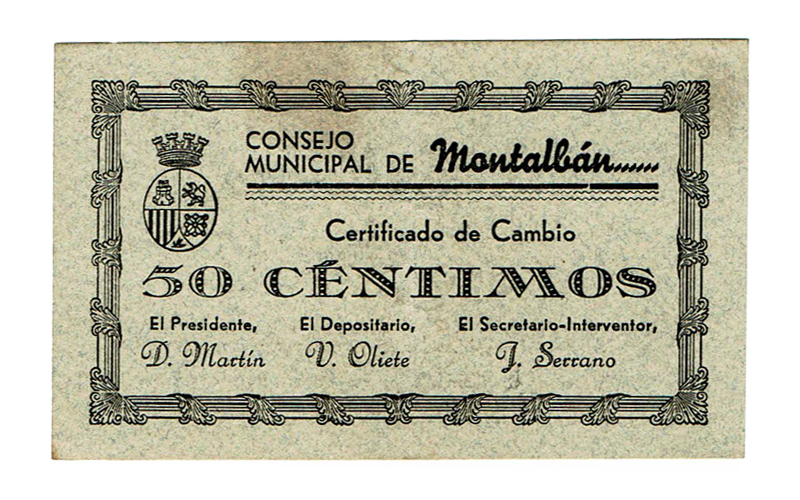 CONSEJO
MUNICIPAL DE Montalbán......
Certificado de Cambio
50 CÉNTIMOS
El Presidente, El Depositario, El Secretario-Interventor,
D. Martín V. Oliete J. Serrano